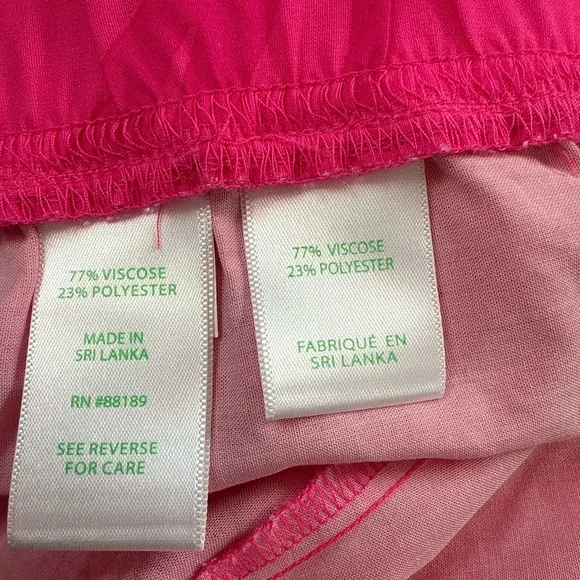 77% VISCOSE
23% POLYESTER
MADE IN
SRI LANKA
RN #88189
SEE REVERSE
FOR CARE
77% VISCOSE
23% POLYESTER
FABRIQUÉ EN
SRI LANKA